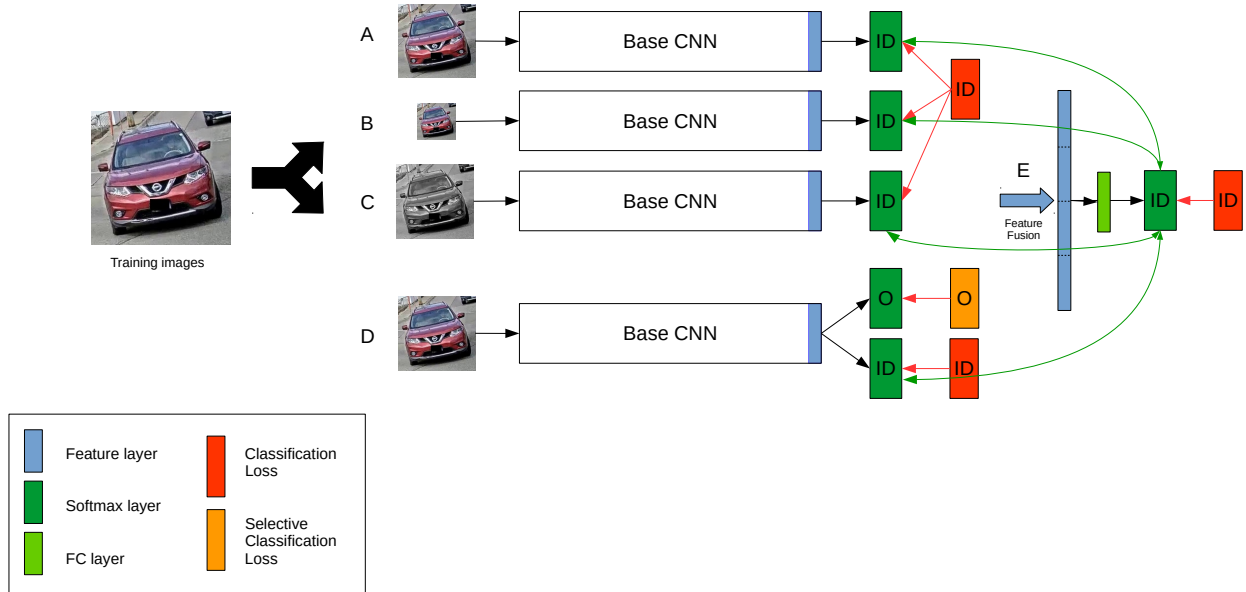 A
Base CNN
ID
ID
B
Base CNN
ID
C
Base CNN
ID
E
Feature
Fusion
ID
ID
Training images
D
Base CNN
O
O
ID
ID
Feature layer
Softmax layer
FC layer
Classification
Loss
Selective
Classification
Loss